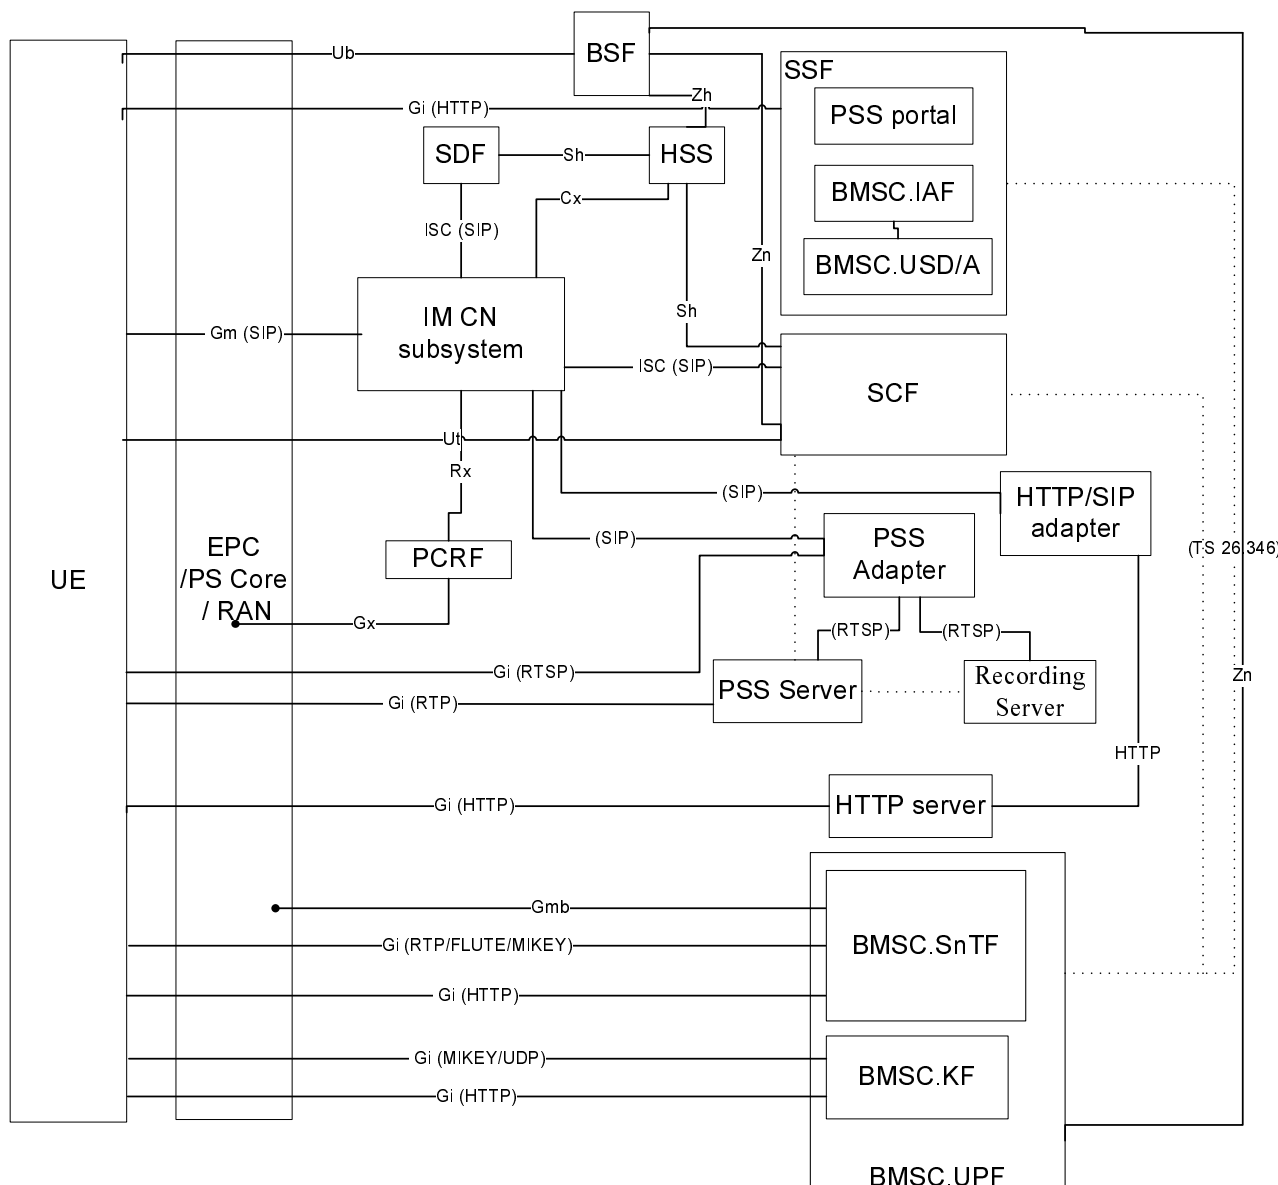 BSF
Ub
SSF
Zh
Gi (HTTP)
PSS portal
SDF
Sh
HSS
BMSC.IAF
Cx
ISC (SIP)
Zn
BMSC.USD/A
IM CN
subsystem
Sh
Gm (SIP)
ISC (SIP)
SCF
Ut
Rx
(SIP)
HTTP/SIP
adapter
(SIP)
PSS
Adapter
EPC
/PS Core
/ RAN
PCRF
(TS 26.346)
UE
Gx
(RTSP)
(RTSP)
Gi (RTSP)
PSS Server
Recording
Server
Zn
Gi (RTP)
HTTP
Gi (HTTP)
HTTP server
Gmb
Gi (RTP/FLUTE/MIKEY)
BMSC.SnTF
Gi (HTTP)
Gi (MIKEY/UDP)
BMSC.KF
Gi (HTTP)
BMSC.UPF